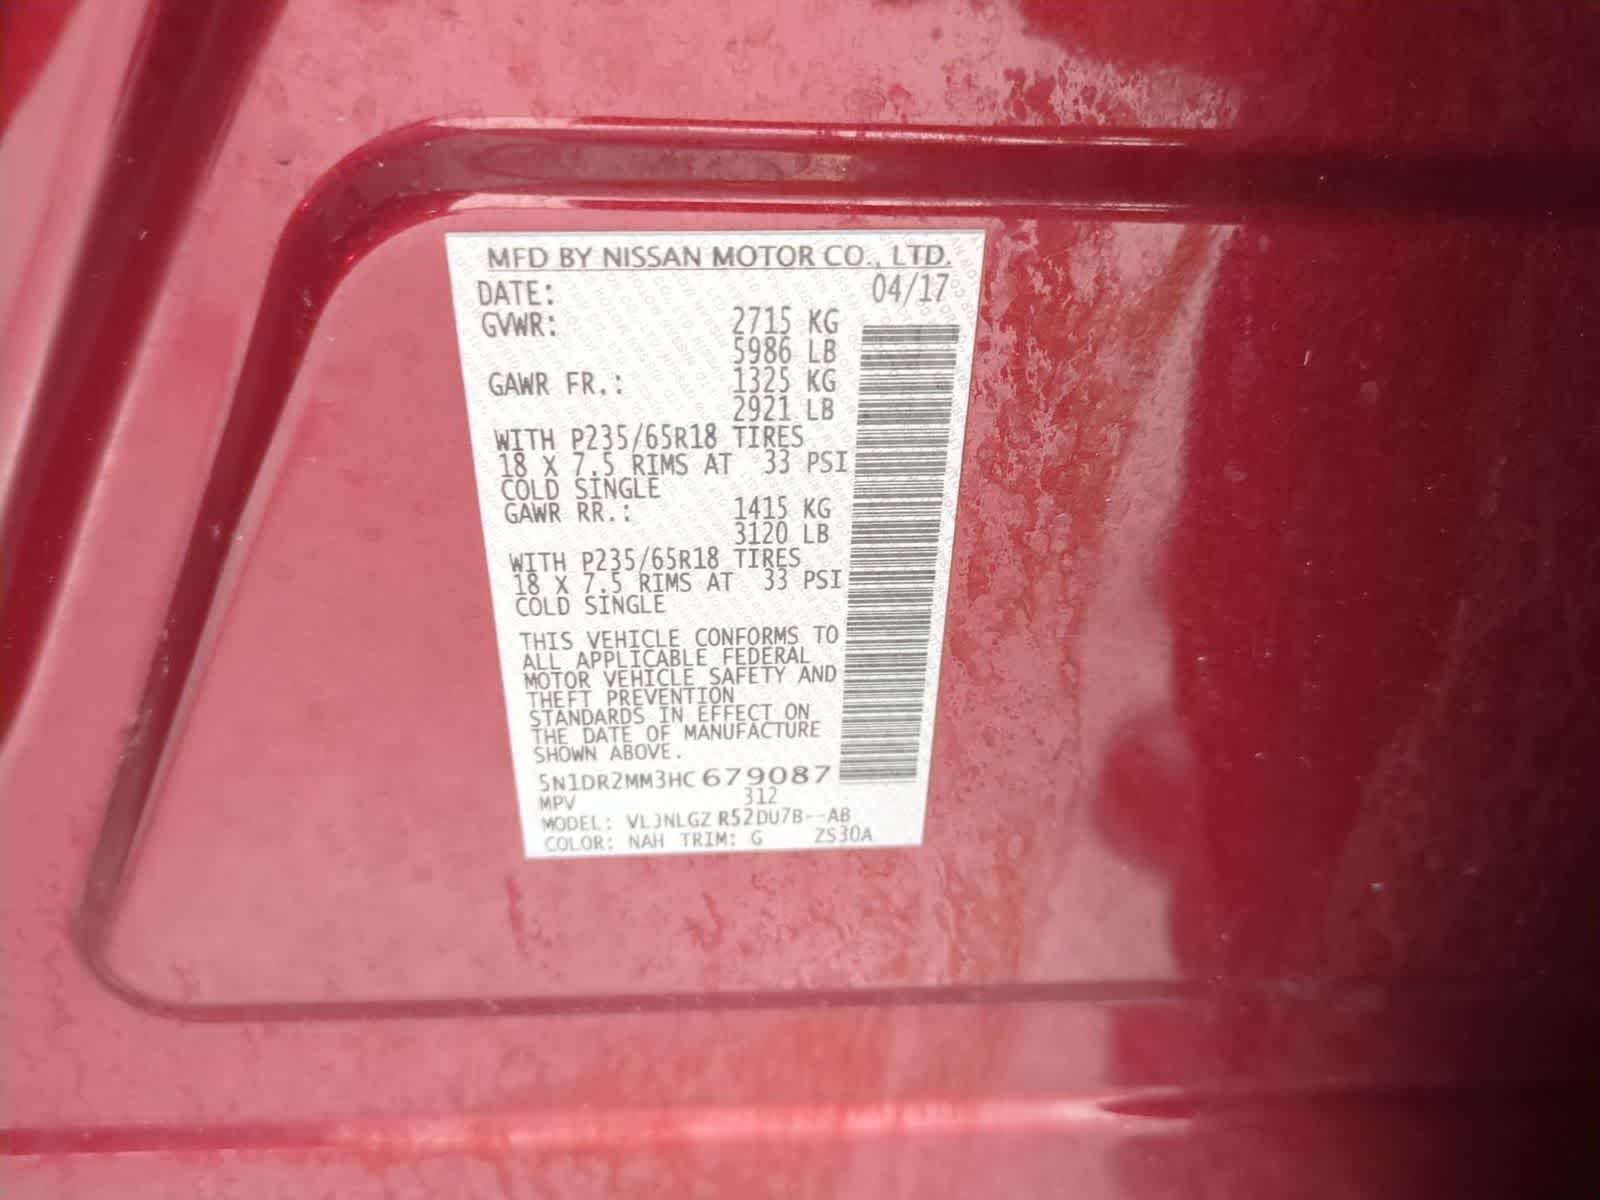 MFD BY NISSAN MOTOR CO., LTD.
DATE: 04/17
GVWR: 2715 KG
5986 LB
GAWR FR.: 1325 KG
2921 LB
WITH P235/65R18 TIRES
18 X 7.5 RIMS AT 33 PSI
COLD SINGLE
GAWR RR.: 1415 KG
3120 LB
WITH P235/65R18 TIRES
18 X 7.5 RIMS AT 33 PSI
COLD SINGLE
THIS VEHICLE CONFORMS TO
ALL APPLICABLE FEDERAL
MOTOR VEHICLE SAFETY AND
THEFT PREVENTION
STANDARDS IN EFFECT ON
THE DATE OF MANUFACTURE
SHOWN ABOVE.
5N1DR2MM3HC679087
MPV 312
MODEL: VLJNLGZ R52DU7B--AB
COLOR: NAH TRIM: G ZS30A